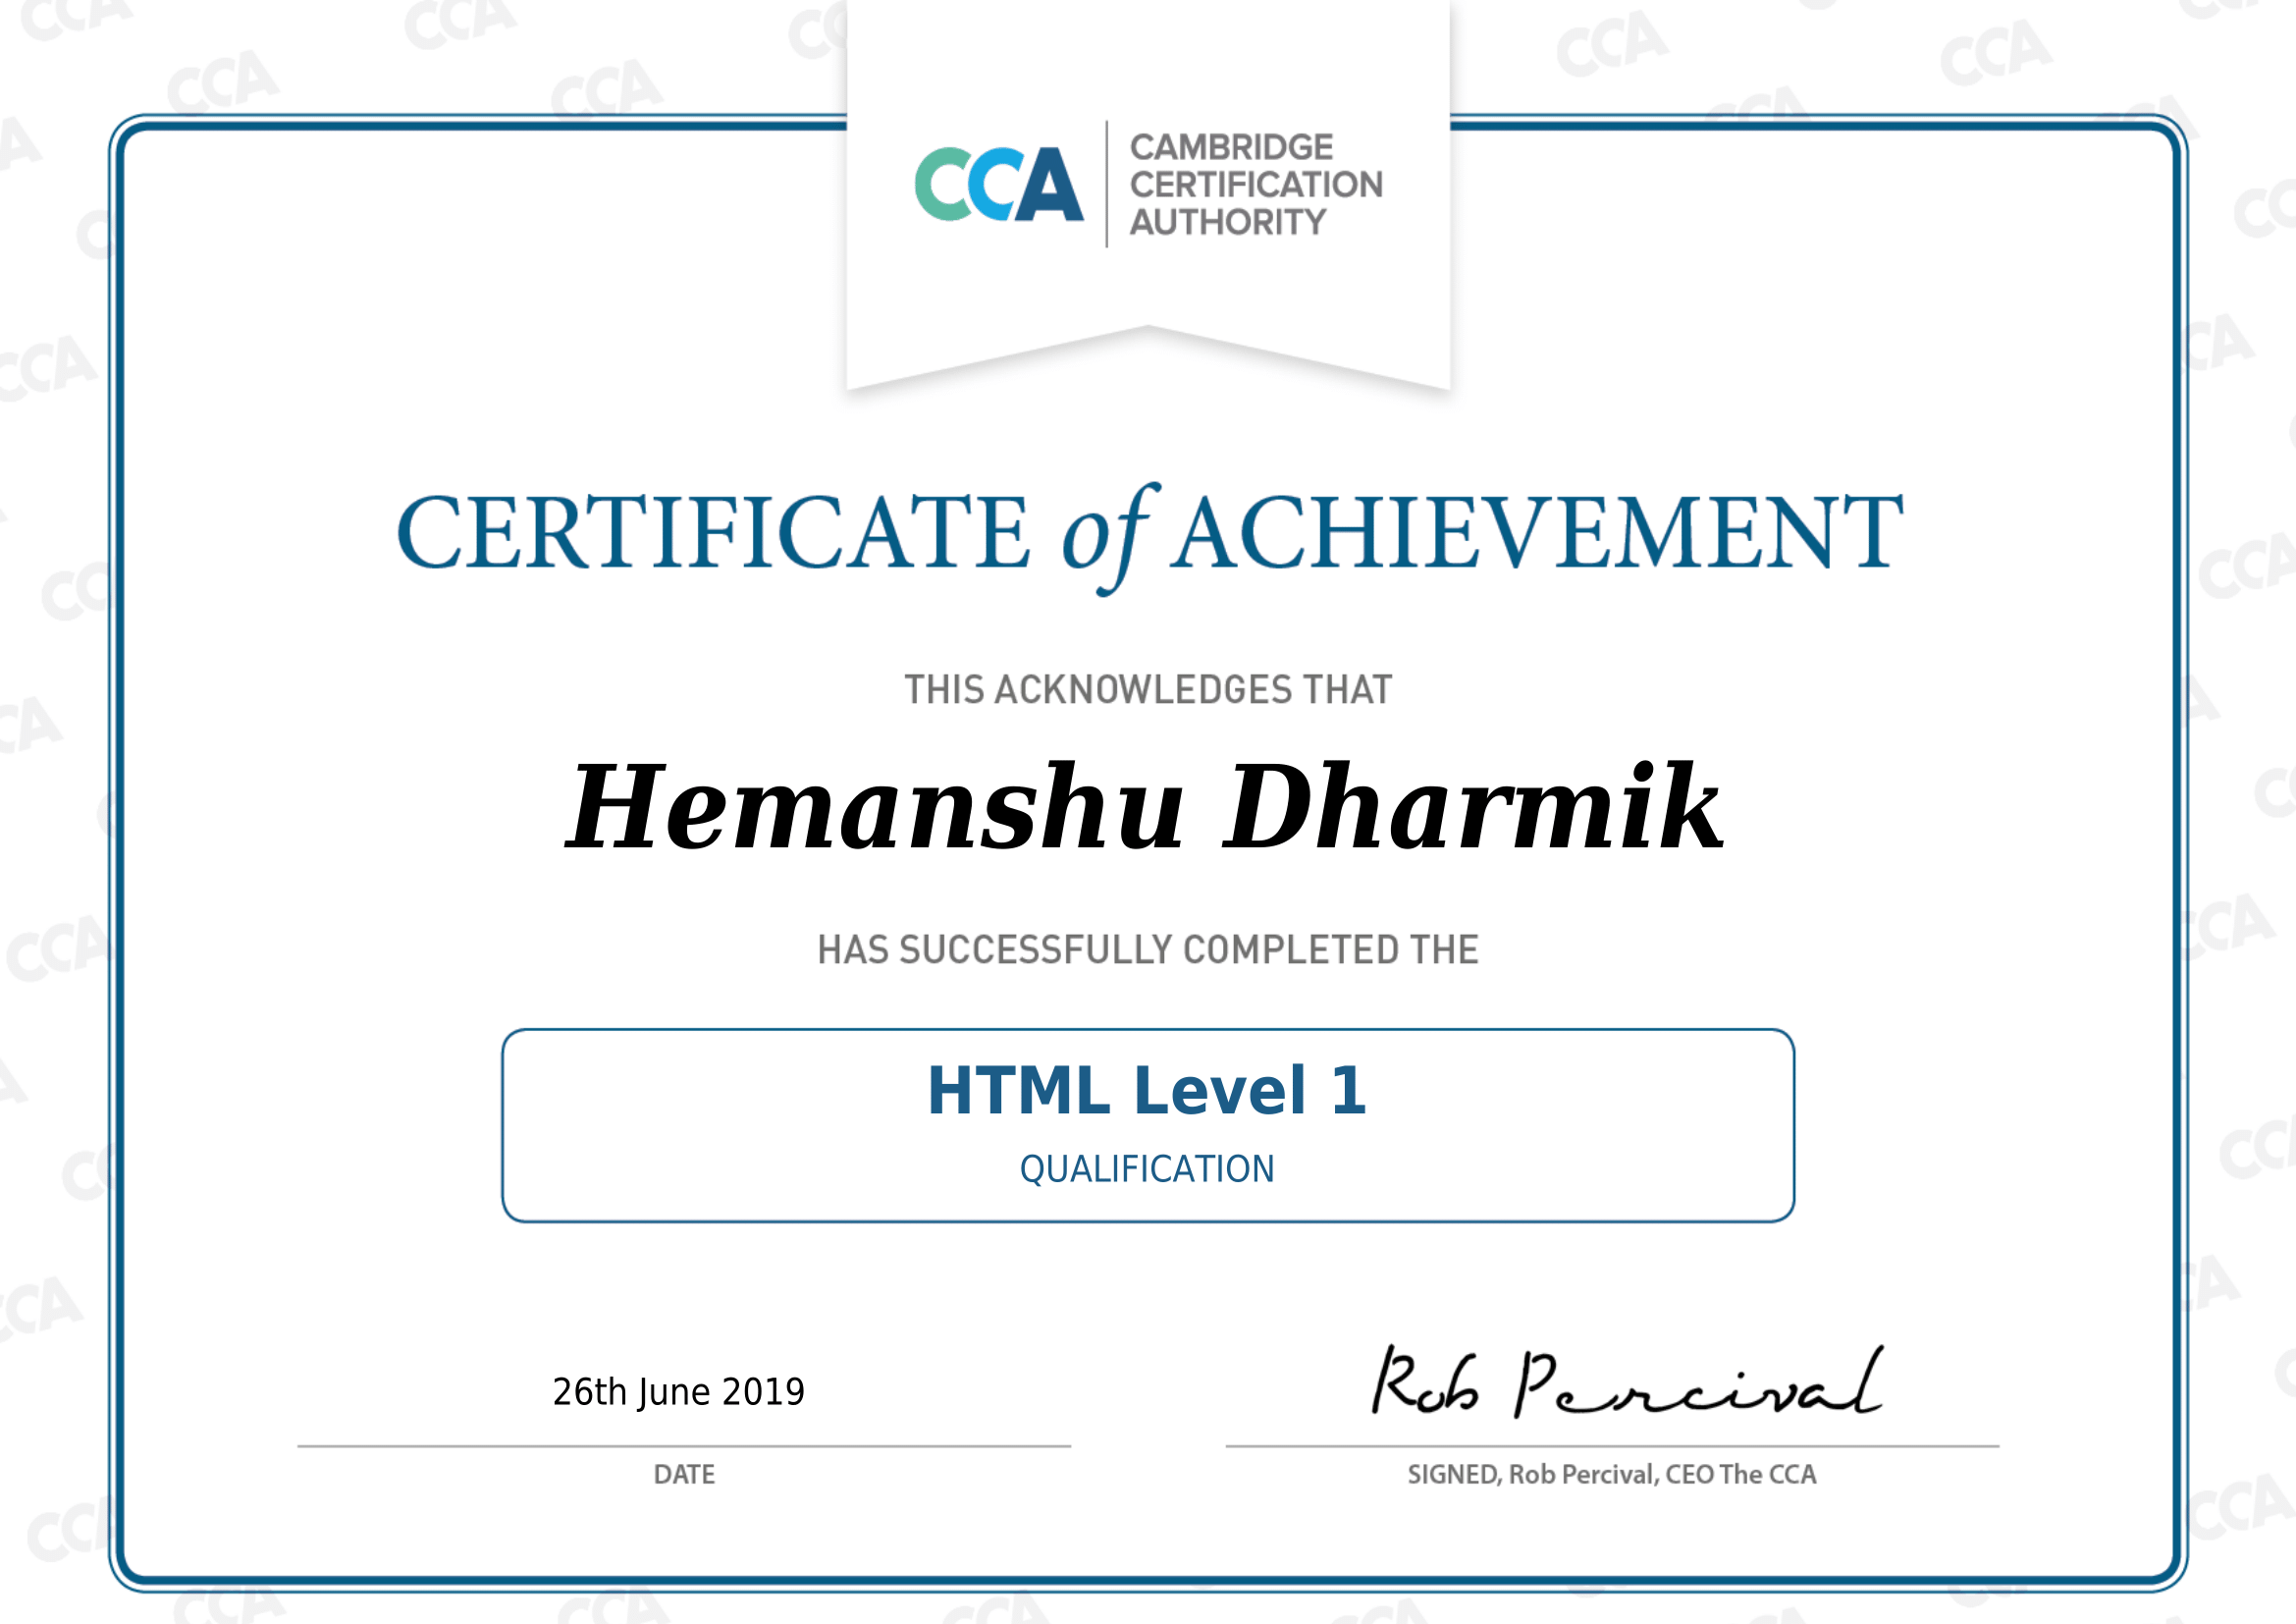 CCA
CAMBRIDGE
CERTIFICATION
AUTHORITY
CERTIFICATE of ACHIEVEMENT
THIS ACKNOWLEDGES THAT
Hemanshu Dharmik
HAS SUCCESSFULLY COMPLETED THE
HTML Level 1
QUALIFICATION
26th June 2019
Rob Percival
DATE
SIGNED, Rob Percival, CEO The CCA